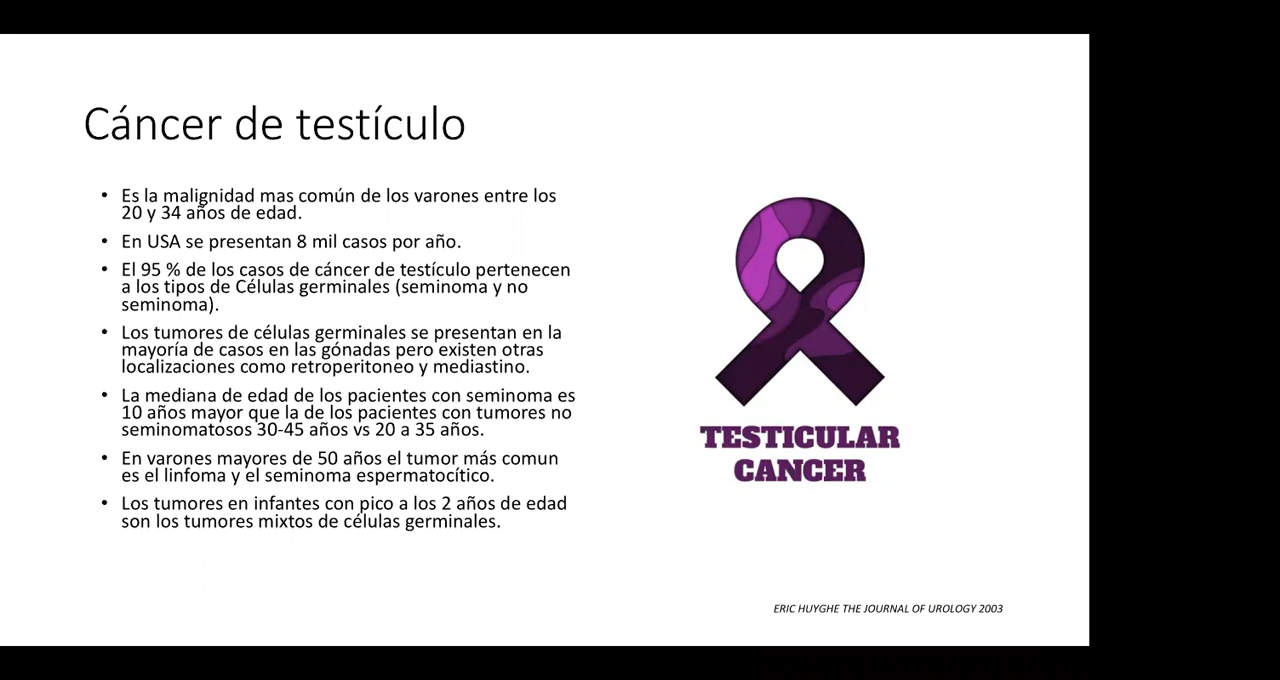 Cáncer de testículo
• Es la malignidad mas común de los varones entre los
20 y 34 años de edad.
• En USA se presentan 8 mil casos por año.
• El 95 % de los casos de cáncer de testículo pertenecen
a los tipos de Células germinales (seminoma y no
seminoma).
• Los tumores de células germinales se presentan en la
mayoría de casos en las gónadas pero existen otras
localizaciones como retroperitoneo y mediastino.
• La mediana de edad de los pacientes con seminoma es
10 años mayor que la de los pacientes con tumores no
seminomatosos 30-45 años vs 20 a 35 años.
• En varones mayores de 50 años el tumor más comun
es el linfoma y el seminoma espermatocítico.
• Los tumores en infantes con pico a los 2 años de edad
son los tumores mixtos de células germinales.
TESTICULAR
CANCER
ERIC HUYGHE THE JOURNAL OF UROLOGY 2003